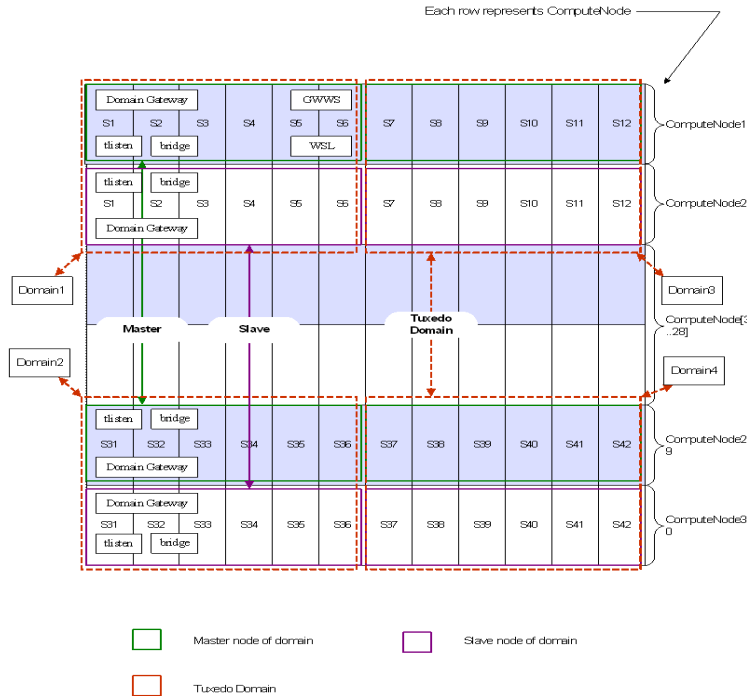 Each row represents ComputeNode
Domain Gateway
GWWS
S1 S2 S3 S4 S5 S6 S7 S8 S9 S10 S11 S12
ComputeNode1
tlisten
bridge
WSL
tlisten
bridge
S1 S2 S3 S4 S5 S6 S7 S8 S9 S10 S11 S12
ComputeNode2
Domain Gateway
Domain1
Domain3
ComputeNode[3
..28]
Master
Slave
Tuxedo
Domain
Domain2
Domain4
tlisten
bridge
S31 S32 S33 S34 S35 S36 S37 S38 S39 S40 S41 S42
ComputeNode2
9
Domain Gateway
Domain Gateway
S31 S32 S33 S34 S35 S36 S37 S38 S39 S40 S41 S42
ComputeNode3
0
tlisten
bridge
Master node of domain
Slave node of domain
Tuxedo Domain